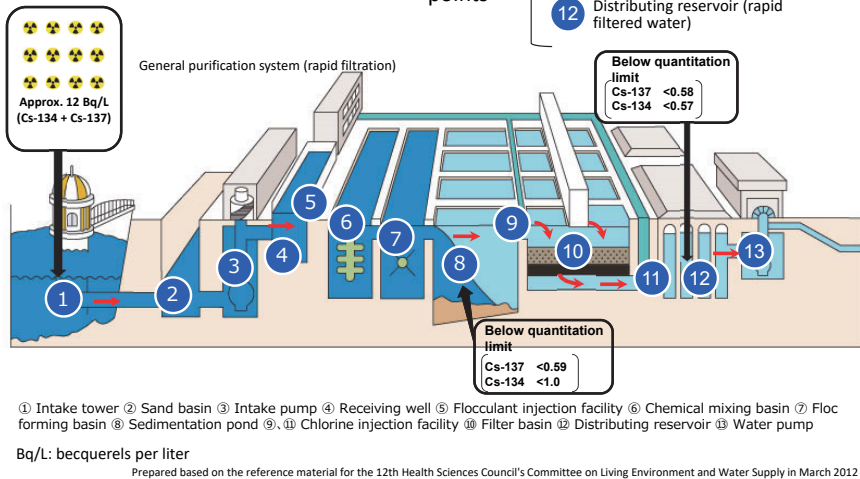 points
12 Distributing reservoir (rapid
filtered water)
Approx. 12 Bq/L
(Cs-134 + Cs-137)
General purification system (rapid filtration)
Below quantitation
limit
Cs-137 <0.58
Cs-134 <0.57
1
2
3
4
5
6
7
8
9
10
11
12
13
Below quantitation
limit
Cs-137 <0.59
Cs-134 <1.0
① Intake tower ② Sand basin ③ Intake pump ④ Receiving well ⑤ Flocculant injection facility ⑥ Chemical mixing basin ⑦ Floc
forming basin ⑧ Sedimentation pond ⑨、⑪ Chlorine injection facility ⑩ Filter basin ⑫ Distributing reservoir ⑬ Water pump
Bq/L: becquerels per liter
Prepared based on the reference material for the 12th Health Sciences Council's Committee on Living Environment and Water Supply in March 2012